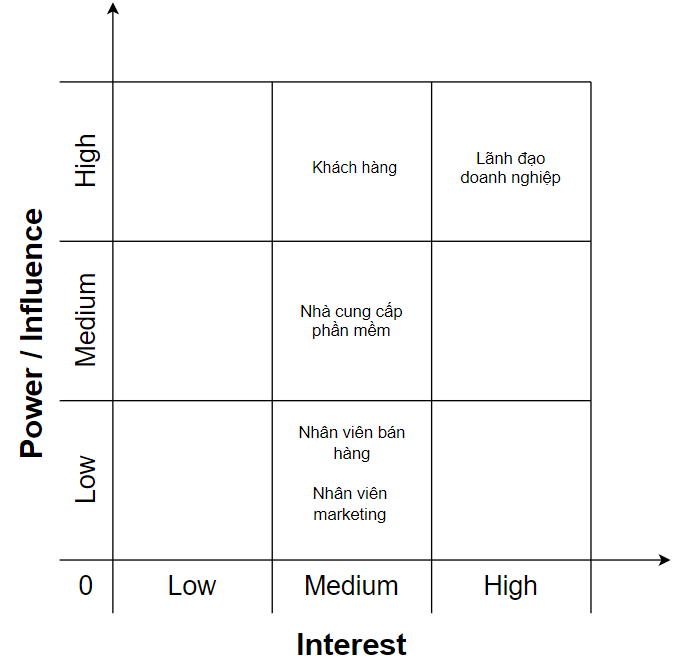 Power / Influence
High
Khách hàng
Lãnh đạo
doanh nghiệp
Medium
Nhà cung cấp
phần mềm
Low
Nhân viên bán
hàng
Nhân viên
marketing
0
Low
Medium
High
Interest